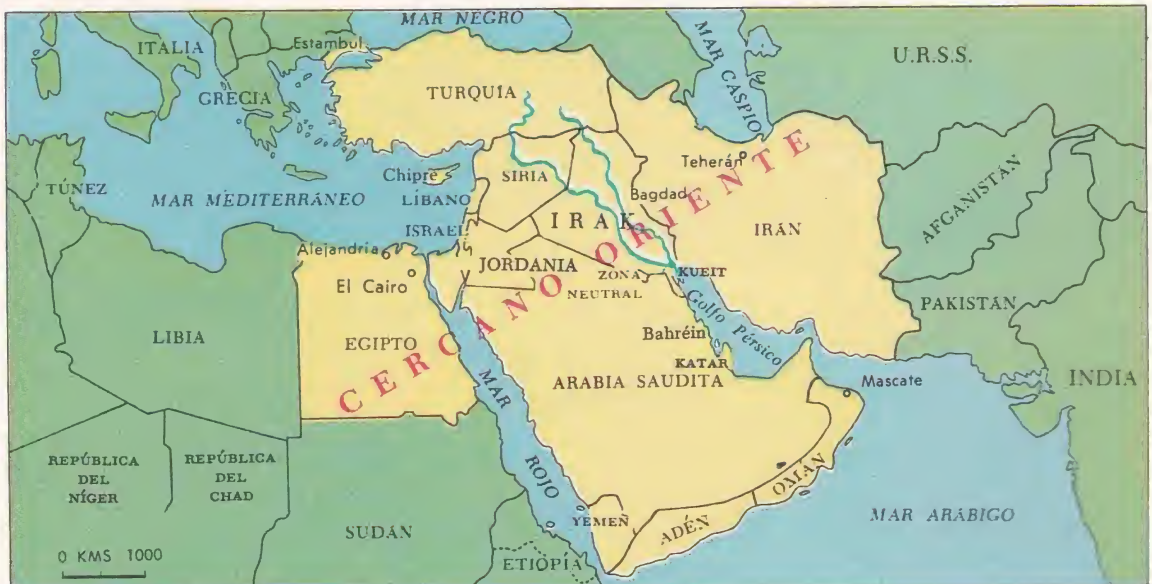 MAR NEGRO
ITALIA
Estambul
U.R.S.S.
MAR CASPIO
GRECIA
TURQUÍA
Teherán
TÚNEZ
Chipre
SIRIA
AFGANISTÁN
MAR MEDITERRÁNEO
LÍBANO
Bagdad
IRAK
IRÁN
ISRAEL
Alejandría
JORDANIA
ZONA
NEUTRAL
KUEIT
El Cairo
PAKISTÁN
Golfo Pérsico
LIBIA
EGIPTO
CERCANO ORIENTE
Bahréin
KATAR
ARABIA SAUDITA
Mascate
INDIA
MAR ROJO
REPÚBLICA
DEL
NÍGER
REPÚBLICA
DEL
CHAD
OMÁN
SUDÁN
YEMEÑ
ADÉN
MAR ARÁBIGO
0 KMS 1000
ETIOPÍA